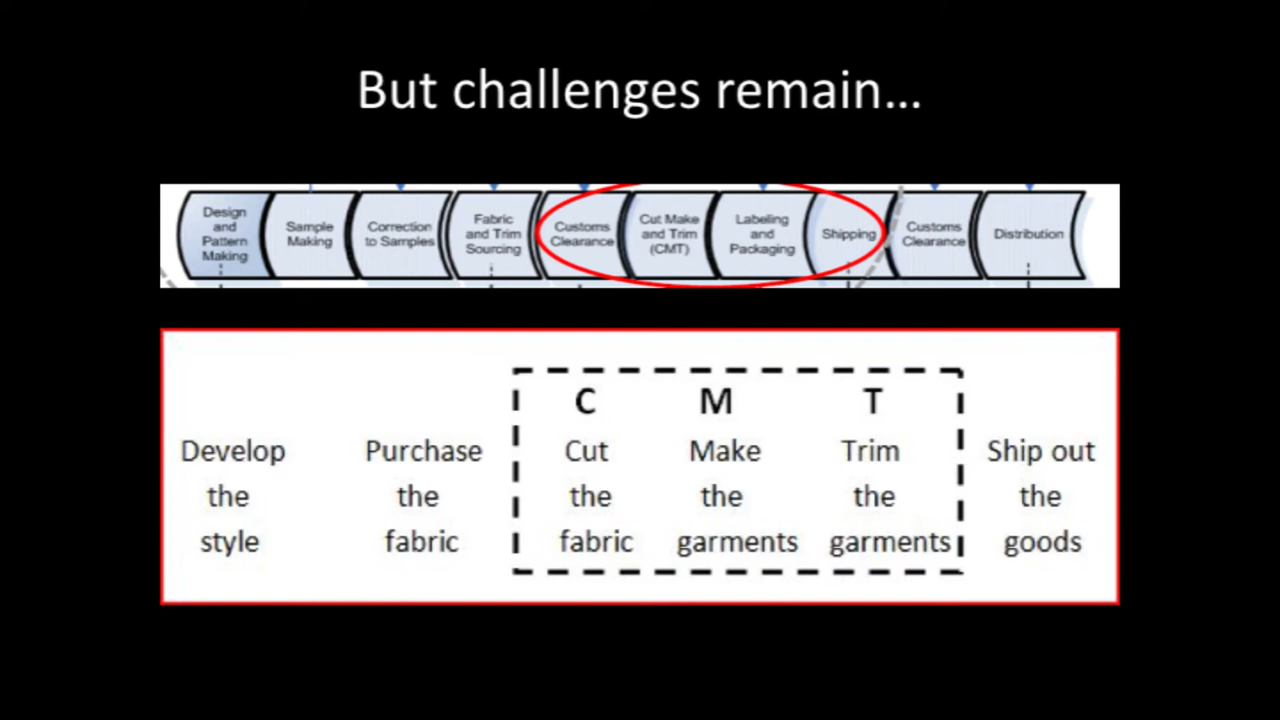 But challenges remain...
Design
and
Pattern
Making
Sample
Making
Correction
to Samples
Fabric
and Trim
Sourcing
Customs
Clearance
Cut Make
and Trim
(CMT)
Labeling
and
Packaging
Shipping
Customs
Clearance
Distribution
C M T
Develop Purchase Cut Make Trim Ship out
the the the the the the
style fabric fabric garments garments goods